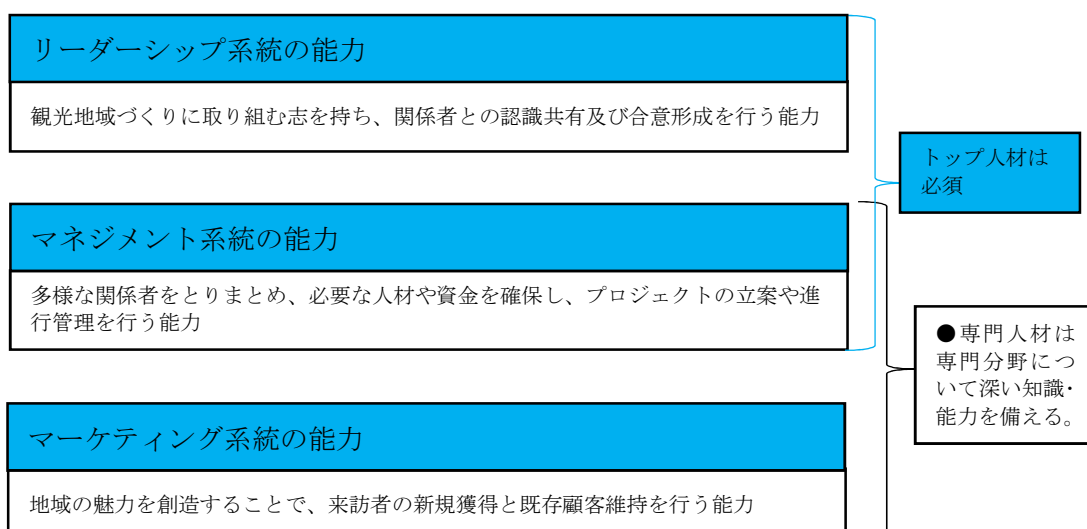 リーダーシップ系統の能力
観光地域づくりに取り組む志を持ち、関係者との認識共有及び合意形成を行う能力
トップ人材は
必須
マネジメント系統の能力
多様な関係者をとりまとめ、必要な人材や資金を確保し、プロジェクトの立案や進
行管理を行う能力
●専門人材は
専門分野につ
いて深い知識・
能力を備える。
マーケティング系統の能力
地域の魅力を創造することで、来訪者の新規獲得と既存顧客維持を行う能力